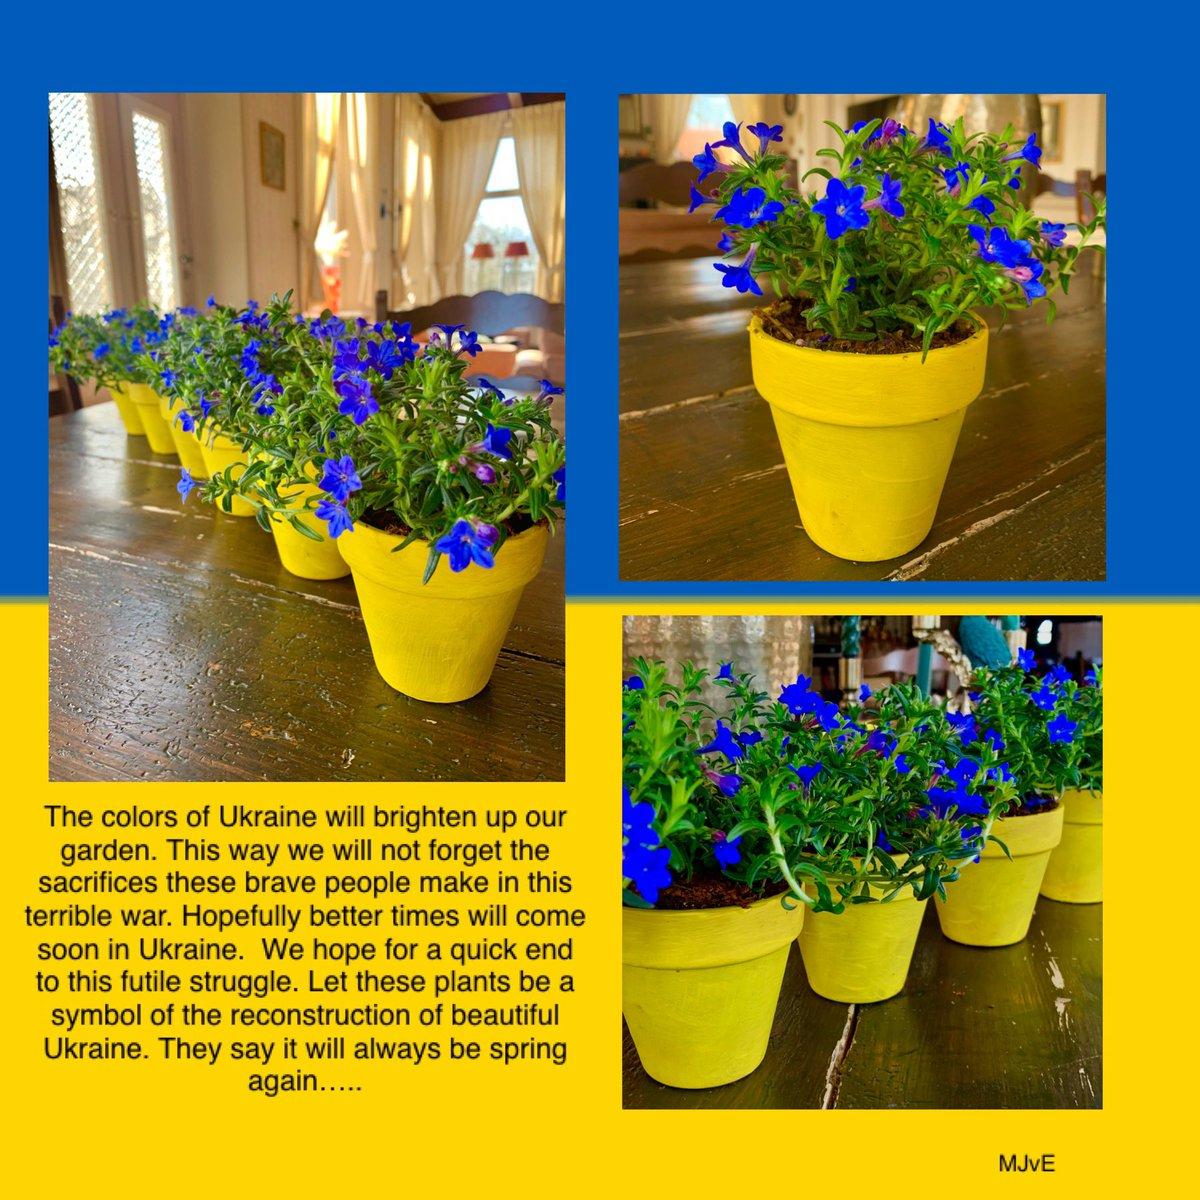 The colors of Ukraine will brighten up our
garden. This way we will not forget the
sacrifices these brave people make in this
terrible war. Hopefully better times will come
soon in Ukraine.  We hope for a quick end
to this futile struggle. Let these plants be a
symbol of the reconstruction of beautiful
Ukraine. They say it will always be spring
again.....
MJvE